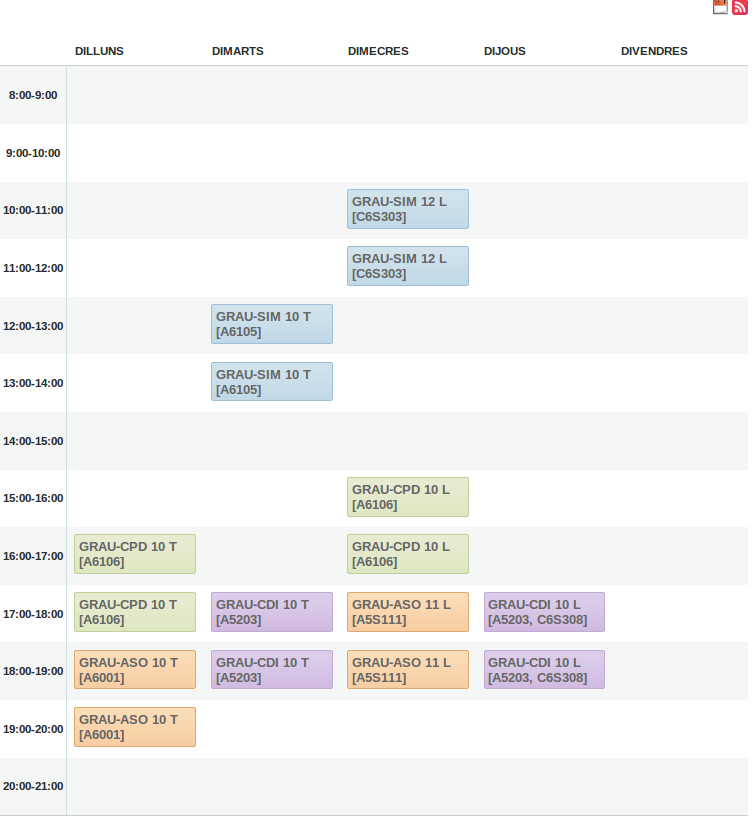 DILLUNS DIMARTS DIMECRES DIJOUS DIVENDRES
8:00-9:00
9:00-10:00
10:00-11:00
GRAU-SIM 12 L
[C6S303]
11:00-12:00
GRAU-SIM 12 L
[C6S303]
12:00-13:00
GRAU-SIM 10 T
[A6105]
13:00-14:00
GRAU-SIM 10 T
[A6105]
14:00-15:00
15:00-16:00
GRAU-CPD 10 L
[A6106]
16:00-17:00
GRAU-CPD 10 T
[A6106]
GRAU-CPD 10 L
[A6106]
17:00-18:00
GRAU-CPD 10 T
[A6106]
GRAU-CDI 10 T
[A5203]
GRAU-ASO 11 L
[A5S111]
GRAU-CDI 10 L
[A5203, C6S308]
18:00-19:00
GRAU-ASO 10 T
[A6001]
GRAU-CDI 10 T
[A5203]
GRAU-ASO 11 L
[A5S111]
GRAU-CDI 10 L
[A5203, C6S308]
19:00-20:00
GRAU-ASO 10 T
[A6001]
20:00-21:00